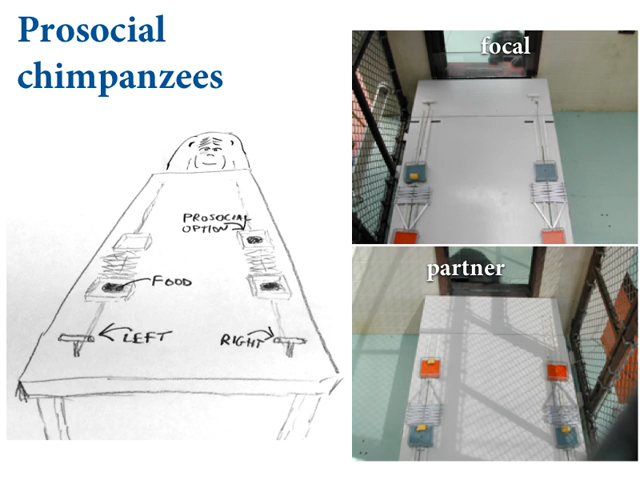 Prosocial
chimpanzees
PROSOCIAL
OPTION
FOOD
LEFT
RIGHT
focal
partner